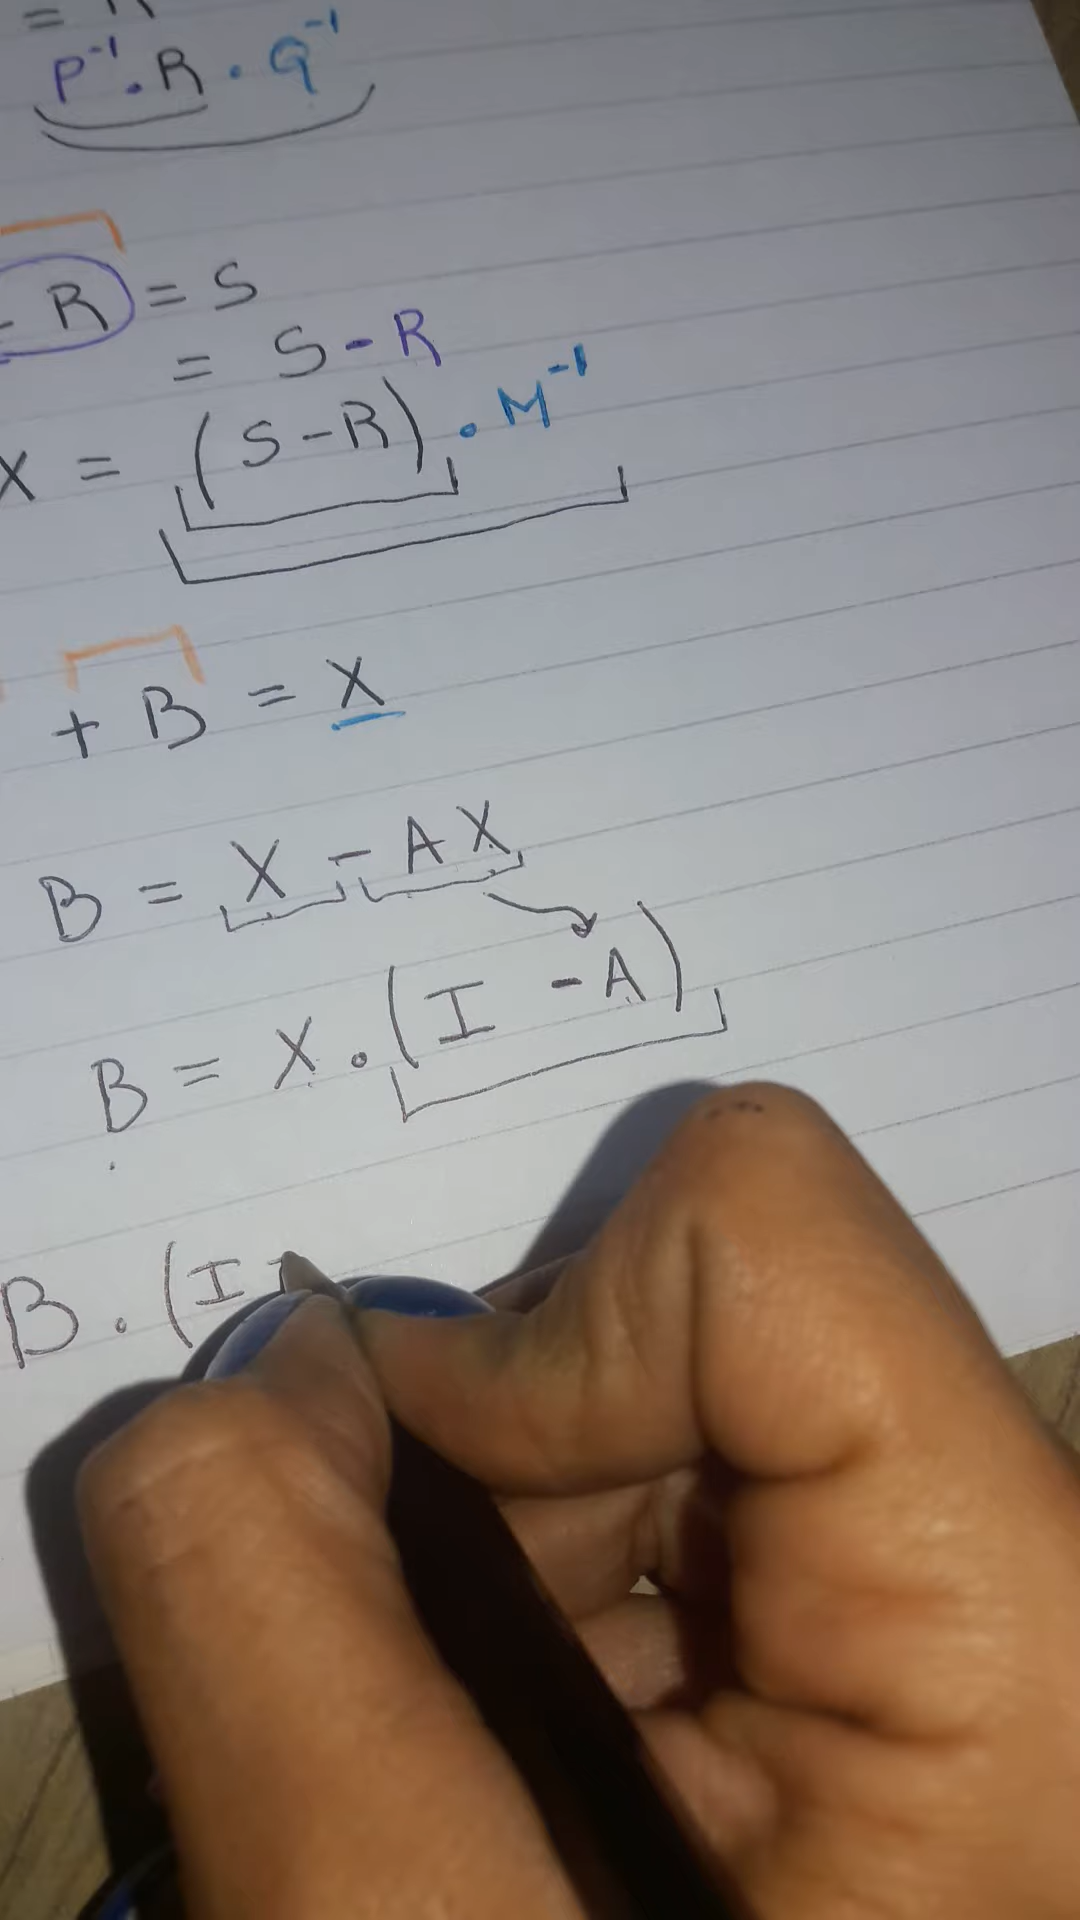 P⁻¹ . R . Q⁻¹
- R = S
= S - R
X = (S - R) . M⁻¹
+ B = X
B = X - AX
B = X . (I - A)
B . (I